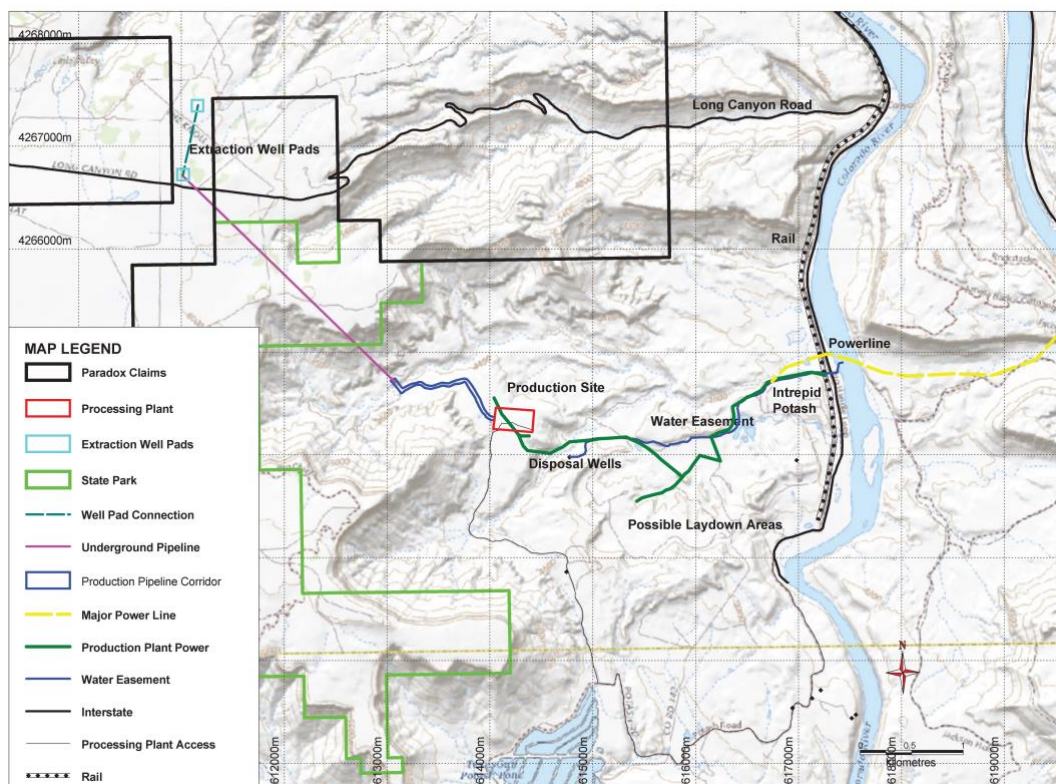 4268000m
4267000m
4266000m
Long Canyon Road
Extraction Well Pads
LONG CANYON RD
Colorado River
Rail
MAP LEGEND
Paradox Claims
Processing Plant
Extraction Well Pads
State Park
Well Pad Connection
Underground Pipeline
Production Pipeline Corridor
Major Power Line
Production Plant Power
Water Easement
Interstate
Processing Plant Access
Rail
Powerline
Production Site
Intrepid
Potash
Water Easement
Disposal Wells
Possible Laydown Areas
N
612000m
613000m
614000m
615000m
616000m
617000m
618000m
619000m
0.5
1
Kilometres